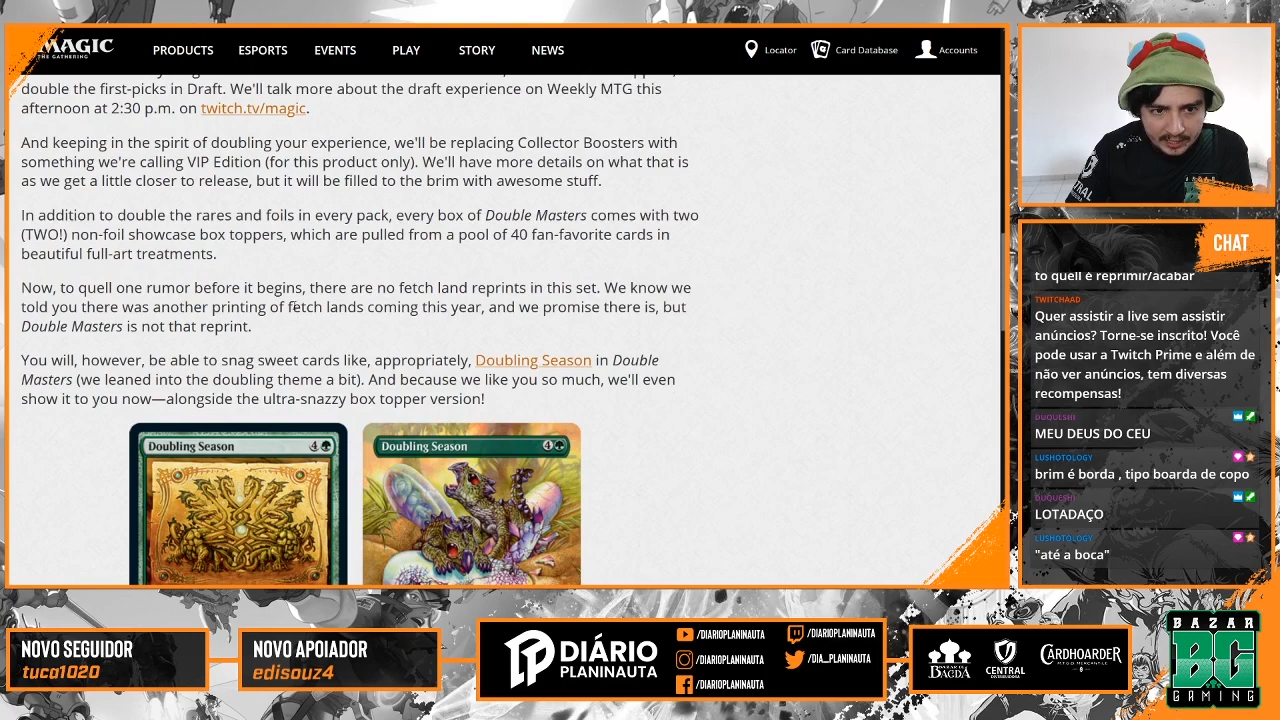 MAGIC
THE GATHERING
PRODUCTS ESPORTS EVENTS PLAY STORY NEWS Locator Card Database Accounts
double the first-picks in Draft. We'll talk more about the draft experience on Weekly MTG this
afternoon at 2:30 p.m. on twitch.tv/magic.
And keeping in the spirit of doubling your experience, we'll be replacing Collector Boosters with
something we're calling VIP Edition (for this product only). We'll have more details on what that is
as we get a little closer to release, but it will be filled to the brim with awesome stuff.
In addition to double the rares and foils in every pack, every box of Double Masters comes with two
(TWO!) non-foil showcase box toppers, which are pulled from a pool of 40 fan-favorite cards in
beautiful full-art treatments.
Now, to quell one rumor before it begins, there are no fetch land reprints in this set. We know we
told you there was another printing of fetch lands coming this year, and we promise there is, but
Double Masters is not that reprint.
You will, however, be able to snag sweet cards like, appropriately, Doubling Season in Double
Masters (we leaned into the doubling theme a bit). And because we like you so much, we'll even
show it to you now—alongside the ultra-snazzy box topper version!
Doubling Season 4
Doubling Season 4
CHAT
to quell é reprimir/acabar
TWITCHAAD
Quer assistir a live sem assistir
anúncios? Torne-se inscrito! Você
pode usar a Twitch Prime e além de
não ver anúncios, tem diversas
recompensas!
DUQUESHI
MEU DEUS DO CEU
LUSHOTOLOGY
brim é borda , tipo boarda de copo
DUQUESHI
LOTADAÇO
LUSHOTOLOGY
"até a boca"
NOVO SEGUIDOR
tuca1020
NOVO APOIADOR
edisouz4
DIÁRIO
PLANINAUTA
/DIARIOPLANINAUTA
/DIARIOPLANINAUTA
/DIARIOPLANINAUTA
/DIARIOPLANINAUTA
/DIA_PLANINAUTA
BAZAR DE
BAGDÁ
CENTRAL
DISTRIBUIDORA
CARDHOARDER
BAZAR
BG
GAMING